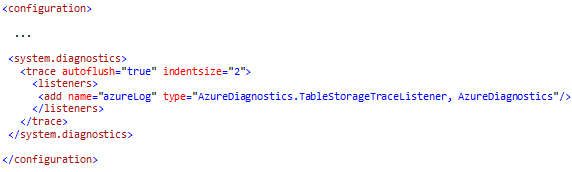 <configuration>
...
<system.diagnostics>
<trace autoflush="true" indentsize="2">
<listeners>
<add name="azureLog" type="AzureDiagnostics.TableStorageTraceListener, AzureDiagnostics"/>
</listeners>
</trace>
</system.diagnostics>
</configuration>